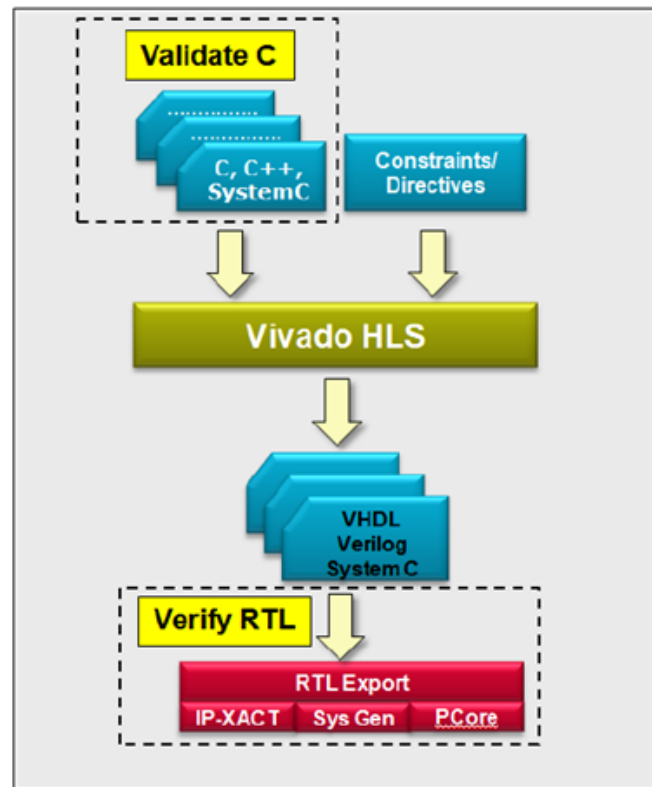 Validate C
................
................
C, C++,
SystemC
Constraints/
Directives
Vivado HLS
VHDL
Verilog
System C
Verify RTL
RTL Export
IP-XACT
Sys Gen
PCore